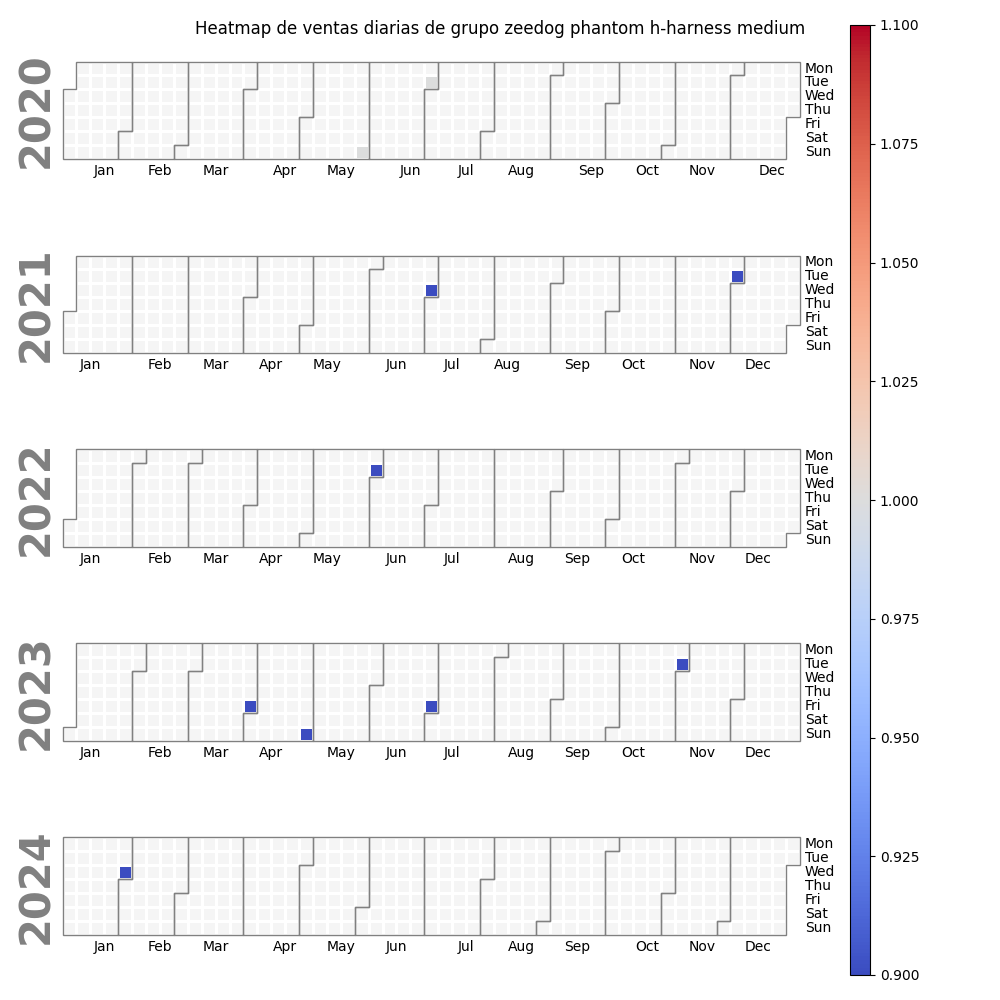 Heatmap de ventas diarias de grupo zeedog phantom h-harness medium
2020
Mon
Tue
Wed
Thu
Fri
Sat
Sun
Jan Feb Mar Apr May Jun Jul Aug Sep Oct Nov Dec
2021
Mon
Tue
Wed
Thu
Fri
Sat
Sun
Jan Feb Mar Apr May Jun Jul Aug Sep Oct Nov Dec
2022
Mon
Tue
Wed
Thu
Fri
Sat
Sun
Jan Feb Mar Apr May Jun Jul Aug Sep Oct Nov Dec
2023
Mon
Tue
Wed
Thu
Fri
Sat
Sun
Jan Feb Mar Apr May Jun Jul Aug Sep Oct Nov Dec
2024
Mon
Tue
Wed
Thu
Fri
Sat
Sun
Jan Feb Mar Apr May Jun Jul Aug Sep Oct Nov Dec
1.100
1.075
1.050
1.025
1.000
0.975
0.950
0.925
0.900